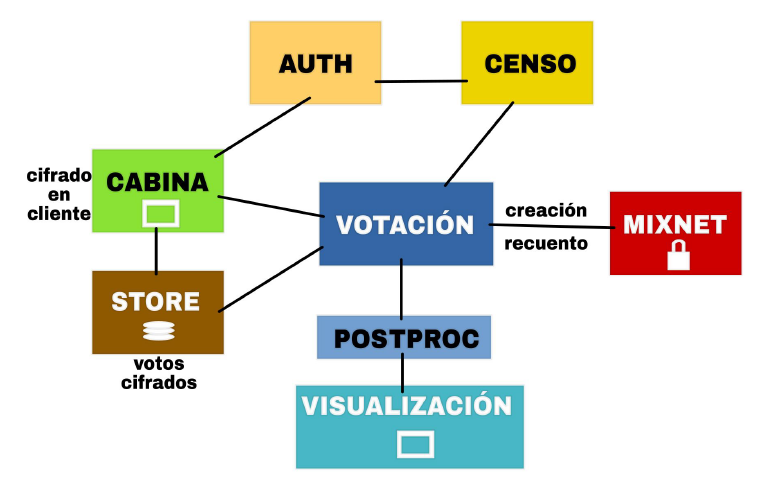 AUTH
CENSO
cifrado
en
cliente
CABINA
VOTACIÓN
creación
recuento
MIXNET
STORE
votos
cifrados
POSTPROC
VISUALIZACIÓN